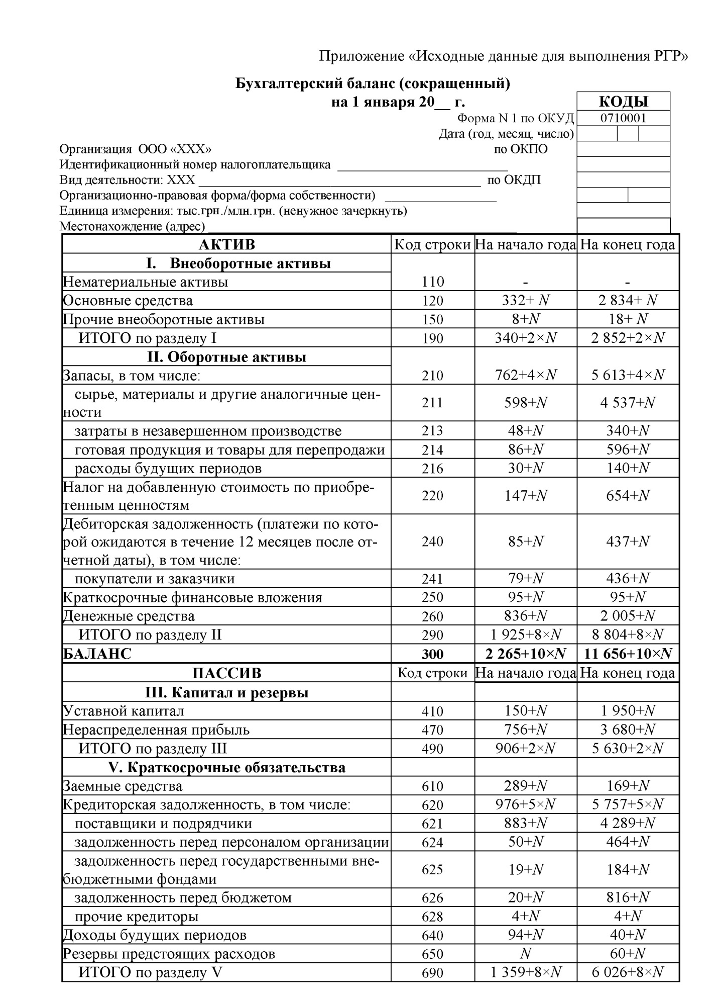 Приложение «Исходные данные для выполнения РГР»
Бухгалтерский баланс (сокращенный)
на 1 января 20__ г.
КОДЫ
Форма N 1 по ОКУД 0710001
Дата (год, месяц, число)
Организация ООО «XXX» по ОКПО
Идентификационный номер налогоплательщика ____
Вид деятельности: XXX ____ по ОКДП
Организационно-правовая форма/форма собственности) ____
Единица измерения: тыс.грн./млн.грн. (ненужное зачеркнуть)
Местонахождение (адрес) ____
АКТИВ Код строки На начало года На конец года
I. Внеоборотные активы
Нематериальные активы 110 - -
Основные средства 120 332+ N 2 834+ N
Прочие внеоборотные активы 150 8+N 18+ N
ИТОГО по разделу I 190 340+2×N 2 852+2×N
II. Оборотные активы
Запасы, в том числе: 210 762+4×N 5 613+4×N
сырье, материалы и другие аналогичные цен-
ности 211 598+N 4 537+N
затраты в незавершенном производстве 213 48+N 340+N
готовая продукция и товары для перепродажи 214 86+N 596+N
расходы будущих периодов 216 30+N 140+N
Налог на добавленную стоимость по приобре-
тенным ценностям 220 147+N 654+N
Дебиторская задолженность (платежи по кото-
рой ожидаются в течение 12 месяцев после от- 240 85+N 437+N
четной даты), в том числе:
покупатели и заказчики 241 79+N 436+N
Краткосрочные финансовые вложения 250 95+N 95+N
Денежные средства 260 836+N 2 005+N
ИТОГО по разделу II 290 1 925+8×N 8 804+8×N
БАЛАНС 300 2 265+10×N 11 656+10×N
ПАССИВ Код строки На начало года На конец года
III. Капитал и резервы
Уставной капитал 410 150+N 1 950+N
Нераспределенная прибыль 470 756+N 3 680+N
ИТОГО по разделу III 490 906+2×N 5 630+2×N
V. Краткосрочные обязательства
Заемные средства 610 289+N 169+N
Кредиторская задолженность, в том числе: 620 976+5×N 5 757+5×N
поставщики и подрядчики 621 883+N 4 289+N
задолженность перед персоналом организации 624 50+N 464+N
задолженность перед государственными вне-
бюджетными фондами 625 19+N 184+N
задолженность перед бюджетом 626 20+N 816+N
прочие кредиторы 628 4+N 4+N
Доходы будущих периодов 640 94+N 40+N
Резервы предстоящих расходов 650 N 60+N
ИТОГО по разделу V 690 1 359+8×N 6 026+8×N